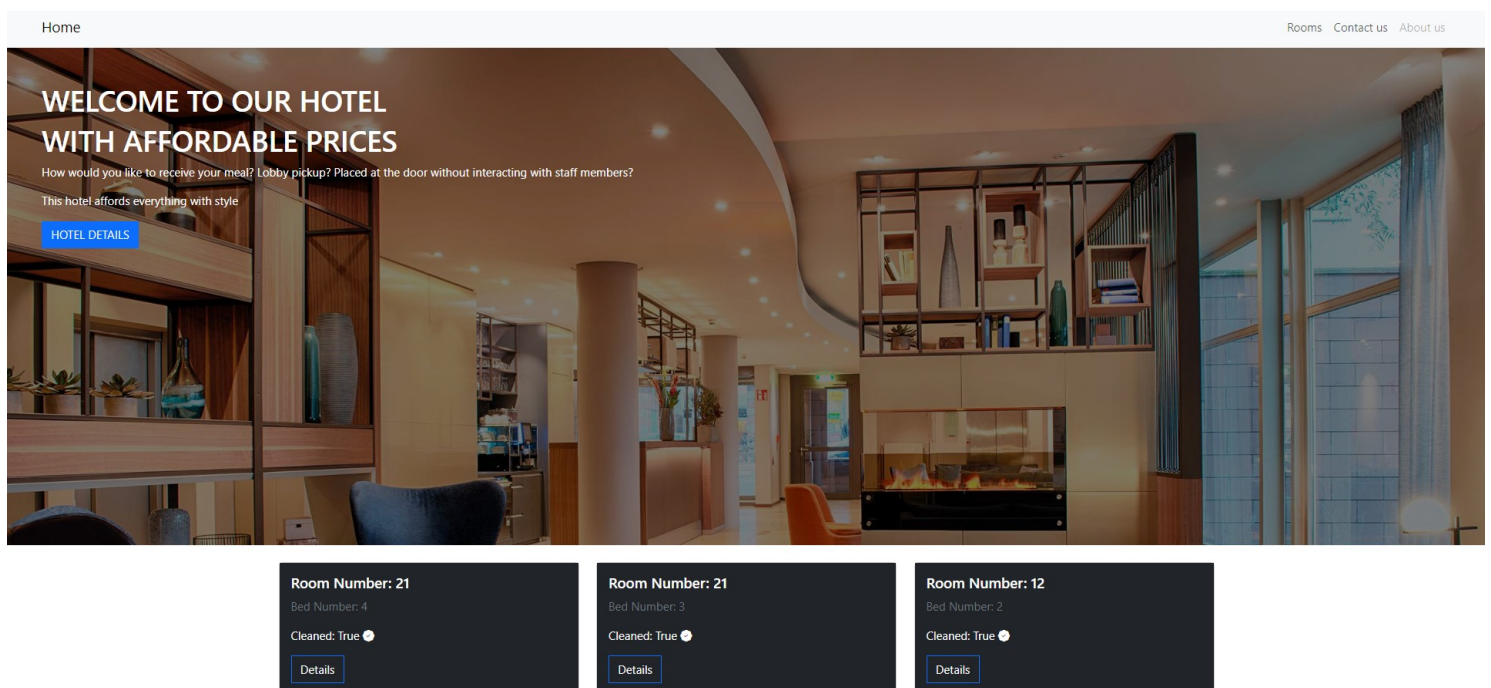 Home
Rooms Contact us About us
WELCOME TO OUR HOTEL
WITH AFFORDABLE PRICES
How would you like to receive your meal? Lobby pickup? Placed at the door without interacting with staff members?
This hotel affords everything with style
HOTEL DETAILS
Room Number: 21
Bed Number: 4
Cleaned: True
Details
Room Number: 21
Bed Number: 3
Cleaned: True
Details
Room Number: 12
Bed Number: 2
Cleaned: True
Details